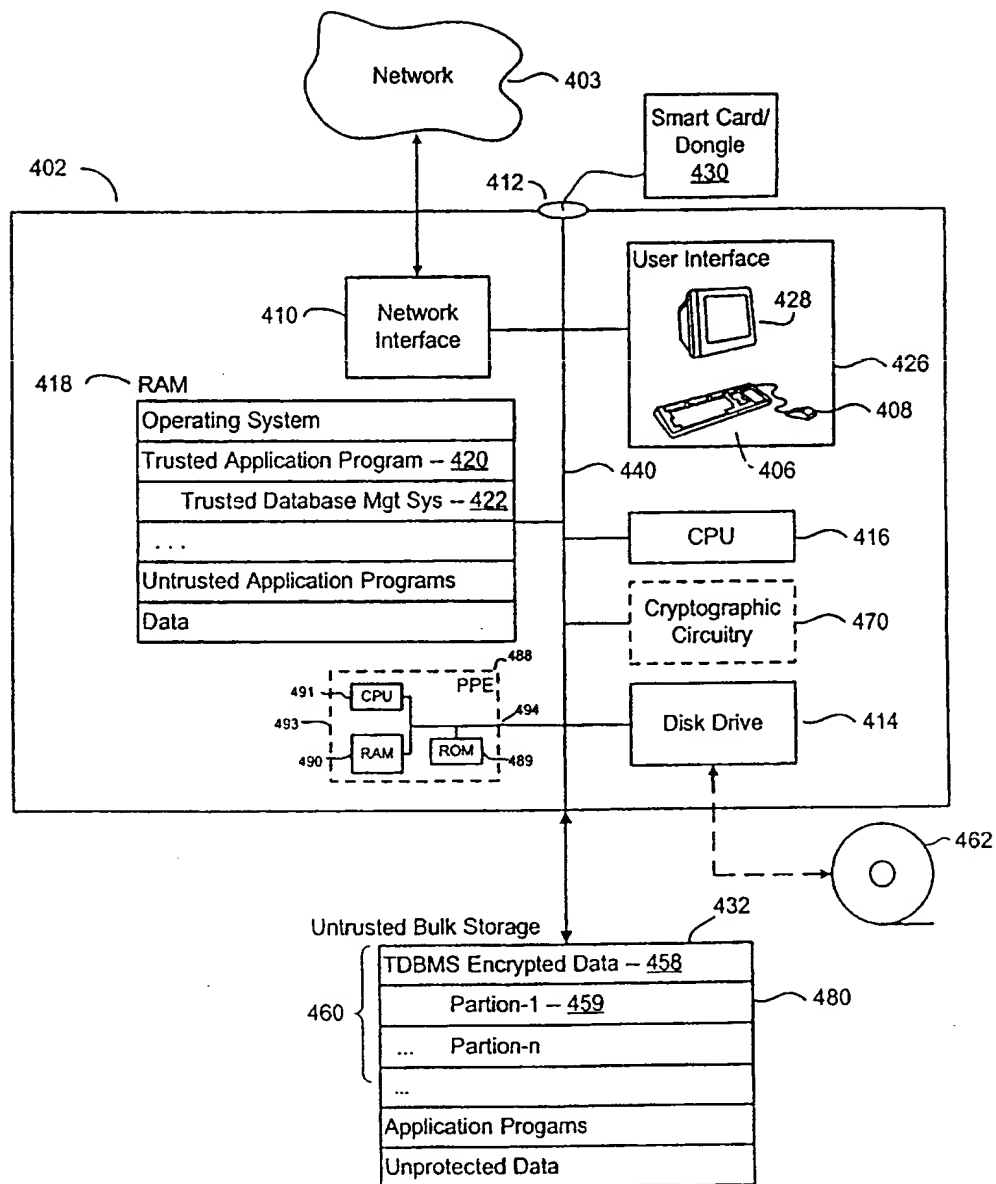 Network
403
Smart Card/
Dongle
430
402
412
User Interface
410
Network
Interface
428
426
418
RAM
408
Operating System
Trusted Application Program – 420
440
406
Trusted Database Mgt Sys – 422
. . .
CPU
416
Untrusted Application Programs
Data
Cryptographic
Circuitry
470
488
PPE
491
CPU
493
494
Disk Drive
414
490
RAM
ROM
489
462
432
Untrusted Bulk Storage
TDBMS Encrypted Data – 458
460
Partion-1 – 459
480
... Partion-n
...
Application Progams
Unprotected Data